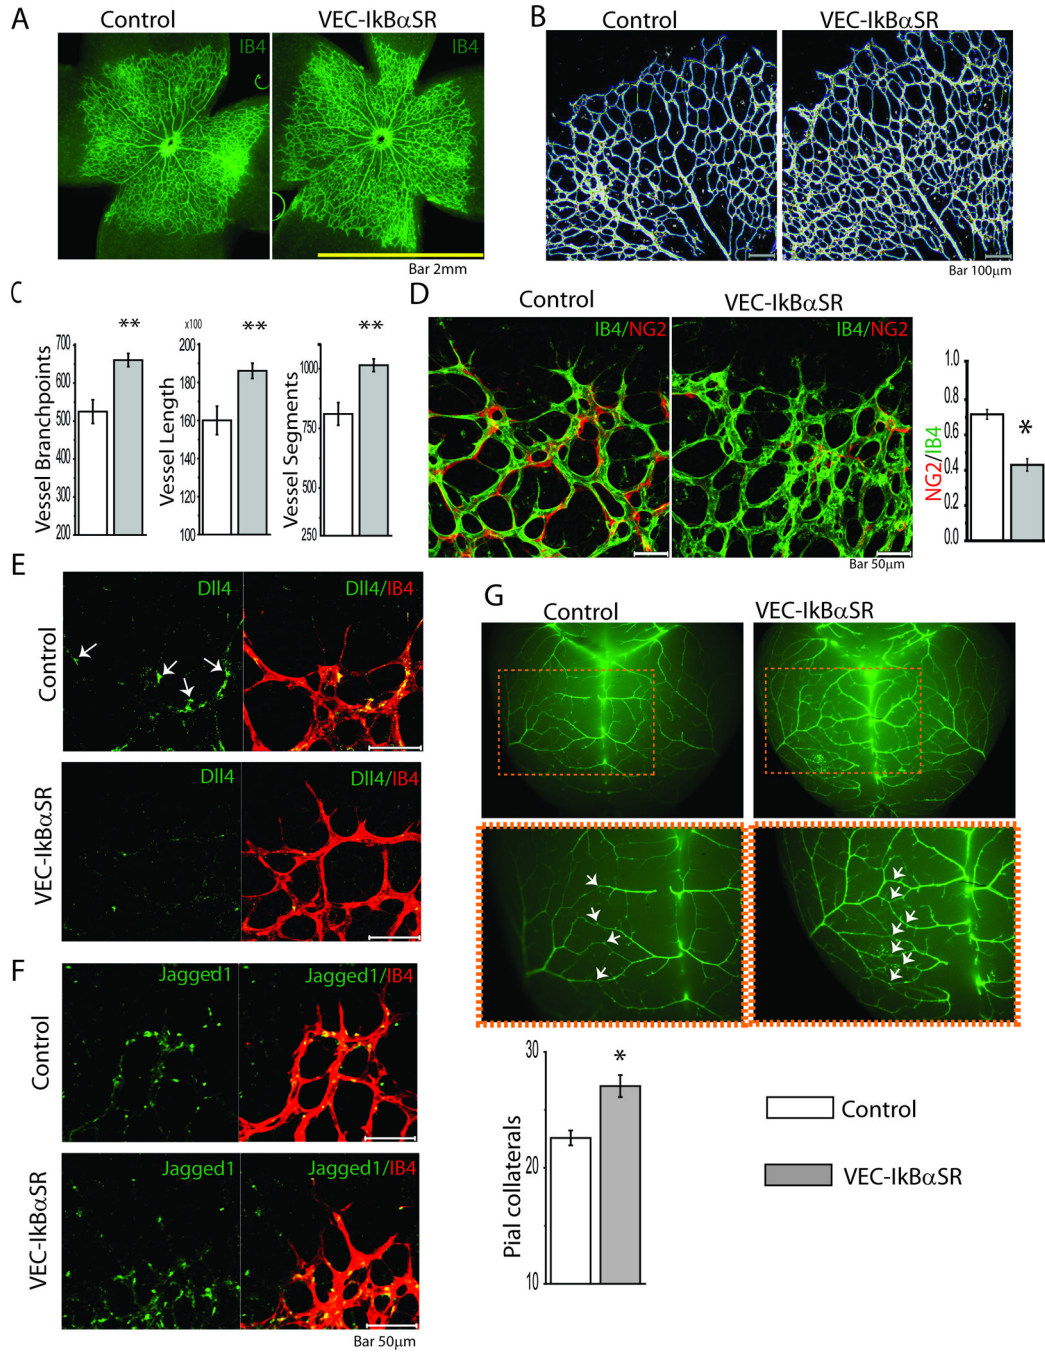 A
Control
VEC-IkBαSR
IB4
IB4
Bar 2mm
B
Control
VEC-IkBαSR
Bar 100μm
C
Vessel Branchpoints
700
600
500
400
300
200
**
x100
Vessel Length
200
180
160
140
120
100
**
Vessel Segments
1000
750
500
250
**
D
Control
VEC-IkBαSR
IB4/NG2
IB4/NG2
Bar 50μm
NG2/IB4
1.0
0.8
0.6
0.4
0.2
0.0
*
E
Control
Dll4
Dll4/IB4
VEC-IkBαSR
Dll4
Dll4/IB4
F
Control
Jagged1
Jagged1/IB4
VEC-IkBαSR
Jagged1
Jagged1/IB4
Bar 50μm
G
Control
VEC-IkBαSR
Pial collaterals
30
20
10
*
Control
VEC-IkBαSR